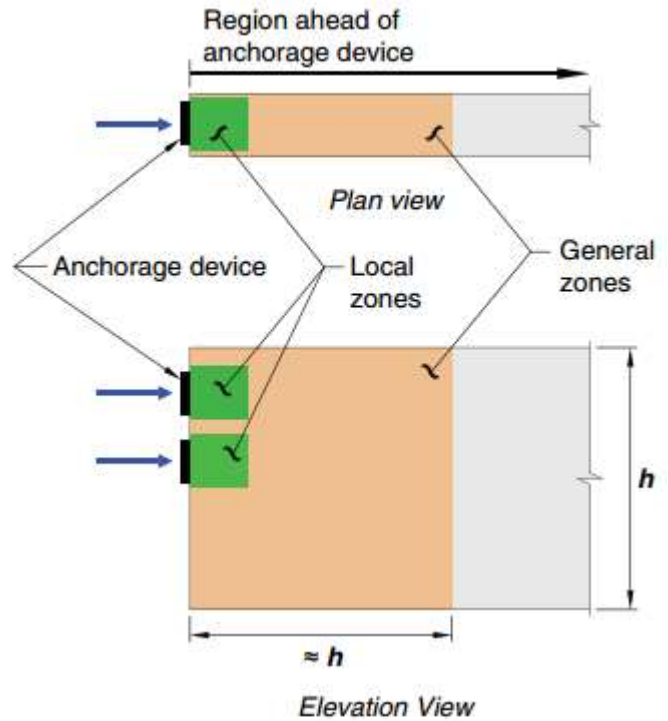 Region ahead of
anchorage device
Plan view
Anchorage device
Local
zones
General
zones
h
≈ h
Elevation View